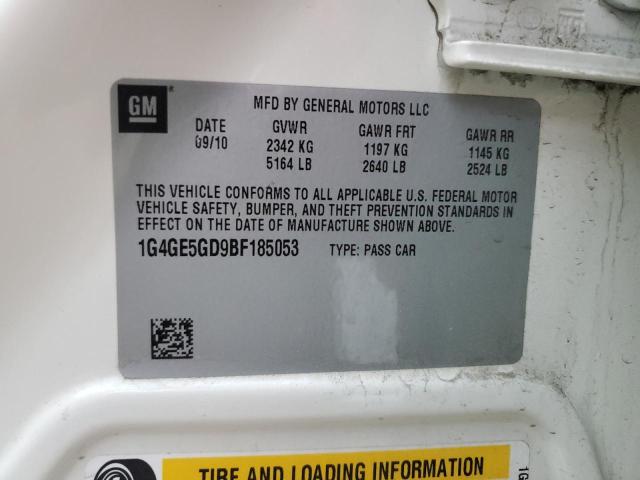 GM
MFD BY GENERAL MOTORS LLC
DATE GVWR GAWR FRT GAWR RR
09/10 2342 KG 1197 KG 1145 KG
5164 LB 2640 LB 2524 LB
THIS VEHICLE CONFORMS TO ALL APPLICABLE U.S. FEDERAL MOTOR
VEHICLE SAFETY, BUMPER, AND THEFT PREVENTION STANDARDS IN
EFFECT ON THE DATE OF MANUFACTURE SHOWN ABOVE.
1G4GE5GD9BF185053 TYPE: PASS CAR
TIRE AND LOADING INFORMATION